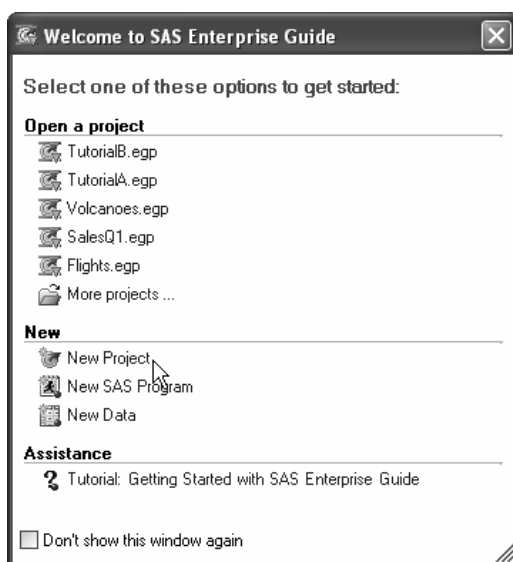 Welcome to SAS Enterprise Guide
Select one of these options to get started:
Open a project
TutorialB.egp
TutorialA.egp
Volcanoes.egp
SalesQ1.egp
Flights.egp
More projects ...
New
New Project
New SAS Program
New Data
Assistance
Tutorial: Getting Started with SAS Enterprise Guide
Don't show this window again